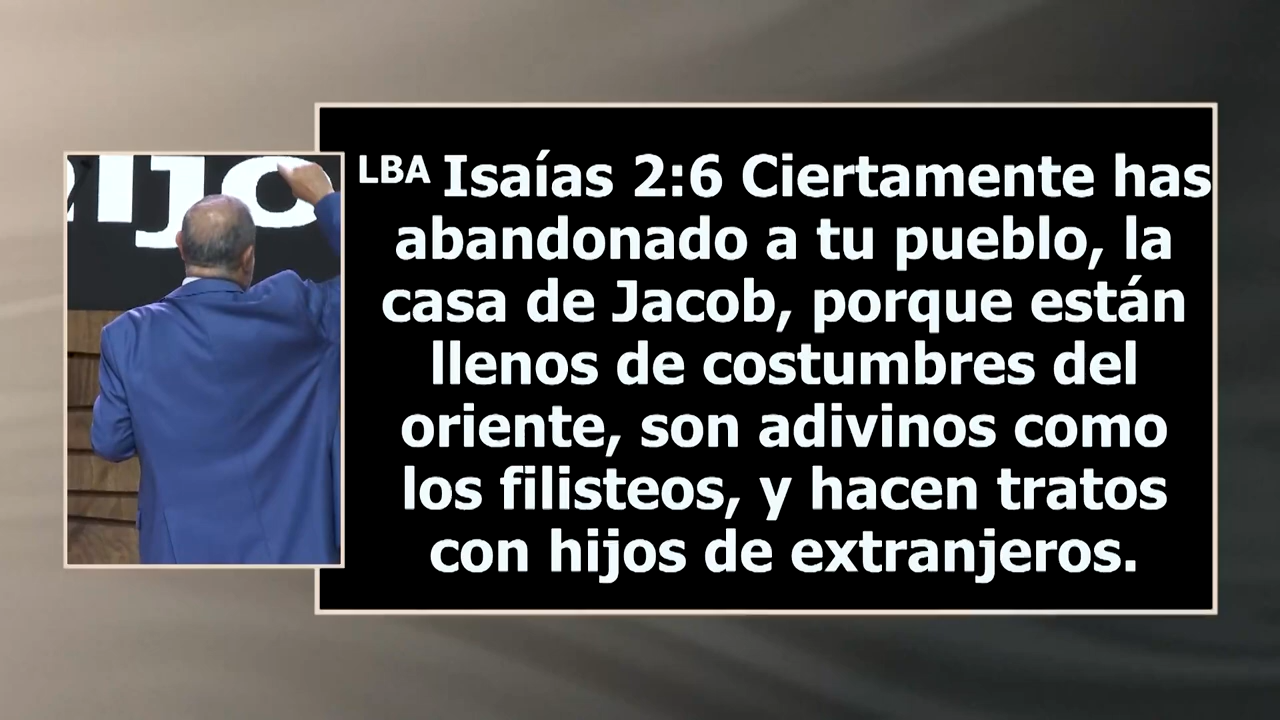 LBA Isaías 2:6 Ciertamente has
abandonado a tu pueblo, la
casa de Jacob, porque están
llenos de costumbres del
oriente, son adivinos como
los filisteos, y hacen tratos
con hijos de extranjeros.